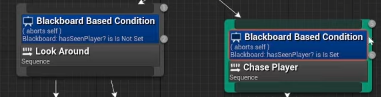 Blackboard Based Condition
( aborts self )
Blackboard: hasSeenPlayer? is Is Not Set
Look Around
Sequence
Blackboard Based Condition
( aborts self )
Blackboard: hasSeenPlayer? is Is Set
Chase Player
Sequence